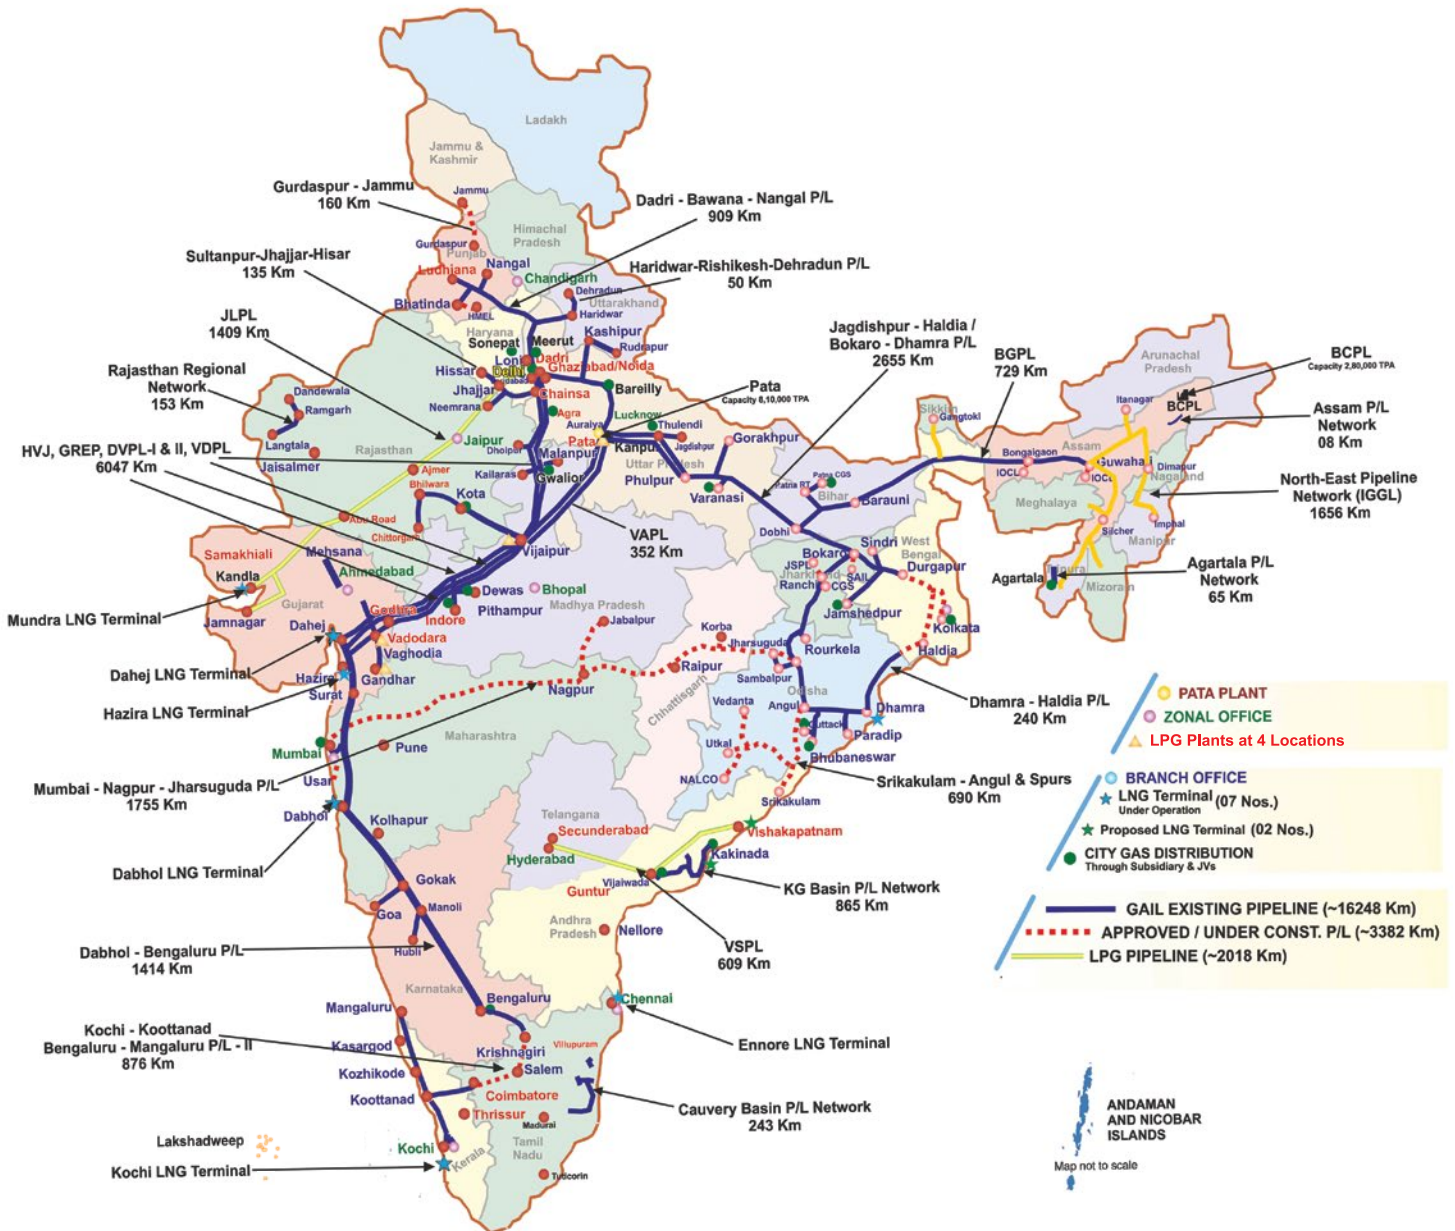 Ladakh
Jammu &
Kashmir
Gurdaspur - Jammu
160 Km
Jammu
Dadri - Bawana - Nangal P/L
909 Km
Himachal
Pradesh
Gurdaspur
Punjab
Sultanpur-Jhajjar-Hisar
135 Km
Ludhiana
Nangal
Chandigarh
Haridwar-Rishikesh-Dehradun P/L
50 Km
Dehradun
Uttarakhand
Bhatinda
HMEL
Haridwar
JLPL
1409 Km
Haryana
Sonepat
Meerut
Kashipur
Rudrapur
Jagdishpur - Haldia /
Bokaro - Dhamra P/L
2655 Km
BGPL
729 Km
Arunachal
Pradesh
BCPL
Capacity 2,80,000 TPA
Loni
Dadri
Delhi
Ghaziabad/Noida
Hissar
Jhajjar
Chainsa
Bareilly
Pata
Capacity 8,10,000 TPA
Rajasthan Regional
Network
153 Km
Dandewala
Ramgarh
Neemrana
Agra
Lucknow
Auraiya
Thulendi
Sikkim
Gangtok
Itanagar
BCPL
Assam P/L
Network
08 Km
Langtala
Jaisalmer
Rajasthan
Jaipur
Dholpur
Malanpur
Pata
Kanpur
Jagdishpur
Gorakhpur
Assam
Bongaigaon
Guwahati
Dimapur
Nagaland
HVJ, GREP, DVPL-I & II, VDPL
6047 Km
Ajmer
Kailaras
Gwalior
Uttar Pradesh
Phulpur
Varanasi
Patna RT
Patna CGS
Bihar
Barauni
IOCL
IOCL
Meghalaya
North-East Pipeline
Network (IGGL)
1656 Km
Bhilwara
Kota
Abu Road
Chittorgarh
VAPL
352 Km
Dobhi
Silcher
Imphal
Manipur
Samakhiali
Mehsana
Vijaipur
Bokaro
Sindri
West
Bengal
Durgapur
JSPL
Jharkhand
SAIL
Ranchi
CGS
Kandla
Ahmedabad
Dewas
Bhopal
Agartala
Tripura
Mizoram
Agartala P/L
Network
65 Km
Mundra LNG Terminal
Jamnagar
Gujarat
Dahej
Godhra
Indore
Pithampur
Madhya Pradesh
Jamshedpur
Kolkata
Vadodara
Jabalpur
Korba
Jharsuguda
Rourkela
Haldia
Vaghodia
Dahej LNG Terminal
Hazira
Gandhar
Raipur
Sambalpur
Surat
Nagpur
Chhattisgarh
Odisha
Hazira LNG Terminal
Vedanta
Angul
Dhamra
Dhamra - Haldia P/L
240 Km
PATA PLANT
ZONAL OFFICE
LPG Plants at 4 Locations
Maharashtra
Mumbai
Pune
Cuttack
Paradip
Utkal
Bhubaneswar
Usar
NALCO
Mumbai - Nagpur - Jharsuguda P/L
1755 Km
Srikakulam - Angul & Spurs
690 Km
Srikakulam
BRANCH OFFICE
LNG Terminal (07 Nos.)
Under Operation
Proposed LNG Terminal (02 Nos.)
CITY GAS DISTRIBUTION
Through Subsidiary & JVs
Dabhol
Kolhapur
Telangana
Secunderabad
Hyderabad
Vishakapatnam
Kakinada
Dabhol LNG Terminal
Gokak
Guntur
Vijaiwada
KG Basin P/L Network
865 Km
Goa
Manoli
Hubli
Andhra
Pradesh
Nellore
GAIL EXISTING PIPELINE (~16248 Km)
APPROVED / UNDER CONST. P/L (~3382 Km)
LPG PIPELINE (~2018 Km)
Dabhol - Bengaluru P/L
1414 Km
VSPL
609 Km
Karnataka
Mangaluru
Bengaluru
Chennai
Kochi - Koottanad
Bengaluru - Mangaluru P/L - II
876 Km
Kasargod
Krishnagiri
Villupuram
Ennore LNG Terminal
Kozhikode
Salem
Koottanad
Coimbatore
Thrissur
Madurai
Cauvery Basin P/L Network
243 Km
ANDAMAN
AND NICOBAR
ISLANDS
Lakshadweep
Kochi
Kerala
Tamil
Nadu
Map not to scale
Kochi LNG Terminal
Tuticorin